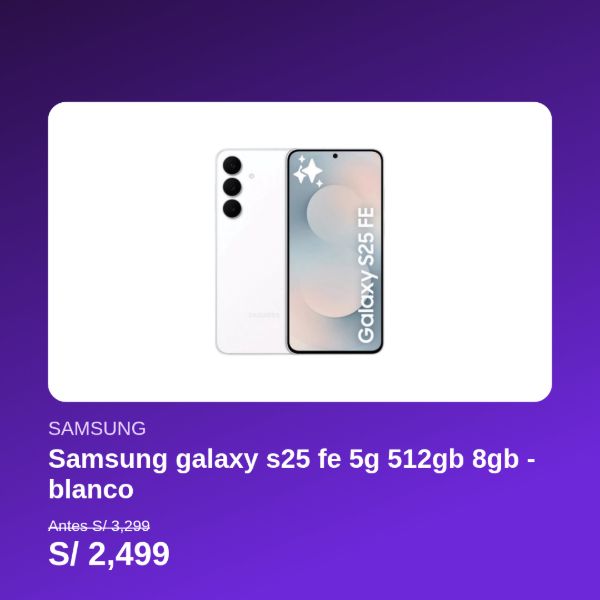 Galaxy S25 FE
SAMSUNG
Samsung galaxy s25 fe 5g 512gb 8gb -
blanco
Antes S/ 3,299
S/ 2,499